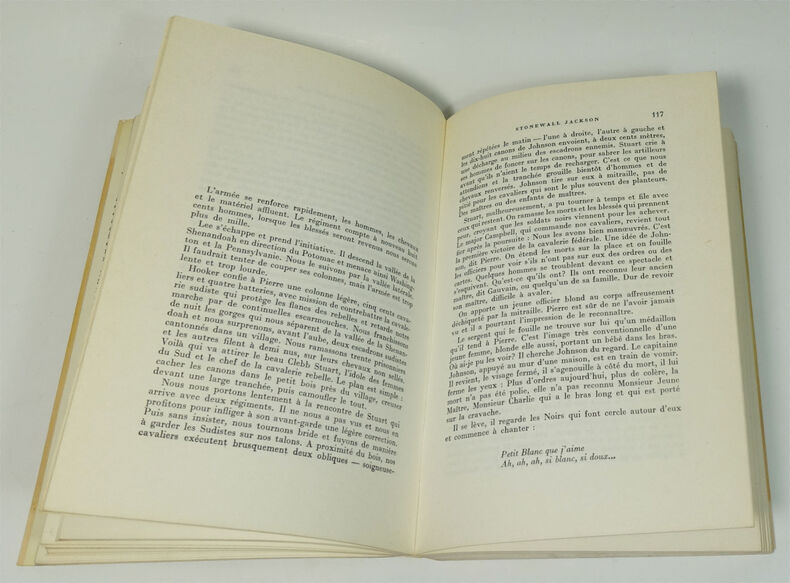 L'armée se renforce rapidement, les hommes, les chevaux
et le matériel affluent. Le régiment compte à nouveau huit
cents hommes, lorsque les blessés seront revenus nous serons
plus de mille.
Lee s'échappe et prend l'initiative. Il descend la vallée de la
Shenandoah en direction du Potomac et menace ainsi Washing-
ton et la Pennsylvanie. Nous le suivons par la vallée latérale.
Il faudrait tenter de couper ses colonnes, mais l'armée est trop
lente et trop lourde.
Hooker confie à Pierre une colonne légère, cinq cents cava-
liers et quatre batteries, avec mission de contrebattre la cavale-
rie sudiste qui protège les flancs des rebelles et retarde notre
marche par de continuelles escarmouches. Nous franchissons
de nuit les gorges qui nous séparent de la vallée de la Shenan-
doah et nous surprenons, avant l'aube, deux escadrons sudistes
cantonnés dans un village. Nous ramassons trente prisonniers
et les autres filent à demi nus, sur leurs chevaux non sellés.
Voilà qui va attirer le beau Clebb Stuart, l'idole des femmes
du Sud et le chef de la cavalerie rebelle. Le plan est simple :
cacher les canons dans le petit bois près du village, creuser
devant une large tranchée, puis camoufler le tout.
Nous nous portons lentement à la rencontre de Stuart qui
arrive avec deux régiments. Il ne nous a pas vus et nous en
profitons pour infliger à son avant-garde une légère correction.
Puis sans insister, nous tournons bride et fuyons de manière
à garder les Sudistes sur nos talons. A proximité du bois, nos
cavaliers exécutent brusquement deux obliques — soigneuse-
STONEWALL JACKSON 117
ment répétées le matin — l'une à droite, l'autre à gauche et
les dix-huit canons de Johnson envoient, à deux cents mètres,
une décharge au milieu des escadrons ennemis. Stuart crie à
ses hommes de foncer sur les canons, pour sabrer les artilleurs
avant qu'ils n'aient le temps de recharger. C'est ce que nous
attendions et la tranchée grouille bientôt d'hommes et de
chevaux renversés. Johnson tire sur eux à mitraille, pas de
pitié pour les cavaliers qui sont le plus souvent des planteurs.
Des maîtres ou des enfants de maîtres.
Stuart, malheureusement, a pu tourner à temps et file avec
ceux qui restent. On ramasse les morts et les blessés qui prennent
peur, croyant que les soldats noirs viennent pour les achever.
Le major Campbell, qui commande nos cavaliers, revient tout
fier après la poursuite : Nous les avons bien manœuvrés. C'est
la première victoire de la cavalerie fédérale. Une idée de John-
son, dit Pierre. On étend les morts sur la place et on fouille
les officiers pour voir s'ils n'ont pas sur eux des ordres ou des
cartes. Quelques hommes se troublent devant ce spectacle et
s'esquivent. Qu'est-ce qu'ils ont? Ils ont reconnu leur ancien
maître, dit Gauvain, ou quelqu'un de sa famille. Dur de revoir
son maître, difficile à avaler.
On apporte un jeune officier blond au corps affreusement
déchiqueté par la mitraille. Pierre est sûr de ne l'avoir jamais
vu et il a pourtant l'impression de le reconnaître.
Le sergent qui le fouille ne trouve sur lui qu'un médaillon
qu'il tend à Pierre. C'est l'image très conventionnelle d'une
jeune femme, blonde elle aussi, portant un bébé dans les bras.
Où ai-je pu les voir? Il cherche Johnson du regard. Le capitaine
Johnson, appuyé au mur d'une maison, est en train de vomir.
Il revient, le visage fermé, il s'agenouille à côté du mort, il lui
ferme les yeux : Plus d'ordres aujourd'hui, plus de colère, la
mort n'a pas été polie, elle n'a pas reconnu Monsieur Jeune
Maître, Monsieur Charlie qui a le bras long et qui est porté
sur la cravache.
Il se lève, il regarde les Noirs qui font cercle autour d'eux
et commence à chanter :
Petit Blanc que j'aime
Ah, ah, ah, si blanc, si doux...